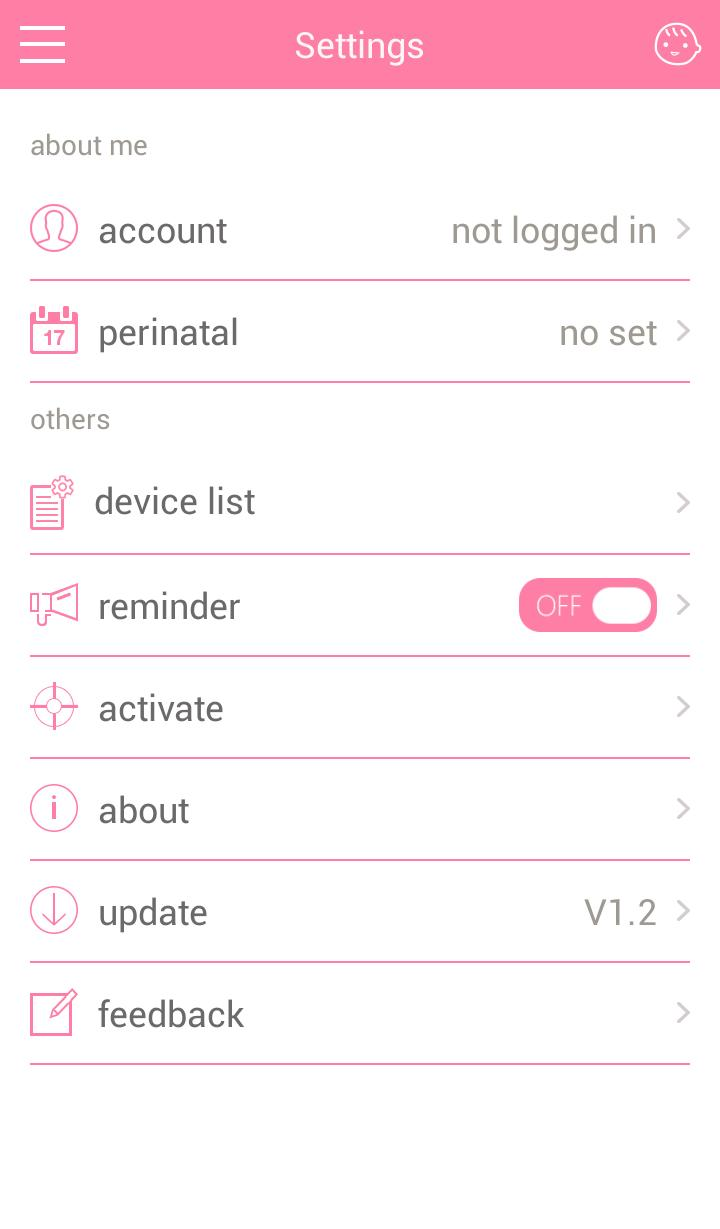 Settings
about me
account not logged in
17 perinatal no set
others
device list
reminder OFF
activate
i about
update V1.2
feedback